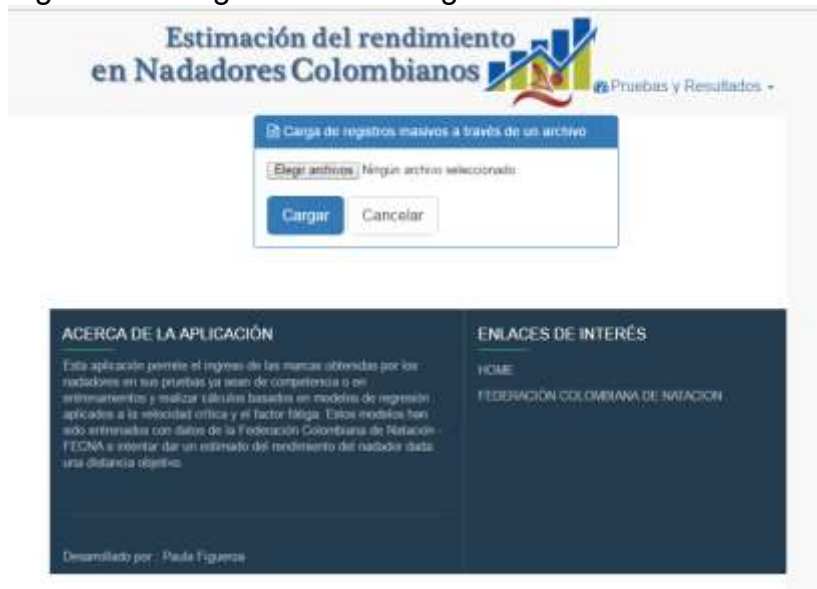 Estimación del rendimiento
en Nadadores Colombianos
Pruebas y Resultados
Carga de registros masivos a través de un archivo
Elegir archivos Ningún archivo seleccionado
Cargar Cancelar
ACERCA DE LA APLICACIÓN
Esta aplicación permite el ingreso de las marcas obtenidas por los
nadadores en sus pruebas ya sean de competencia o en
entrenamientos y realizar cálculos basados en modelos de regresión
aplicados a la velocidad crítica y el factor fátiga. Estos modelos han
sido entrenados con datos de la Federación Colombiana de Natación -
FECNA e intentar dar un estimado del rendimiento del nadador dada
una distancia objetivo.
Desarrollado por : Paula Figueroa
ENLACES DE INTERÉS
HOME
FEDERACIÓN COLOMBIANA DE NATACION